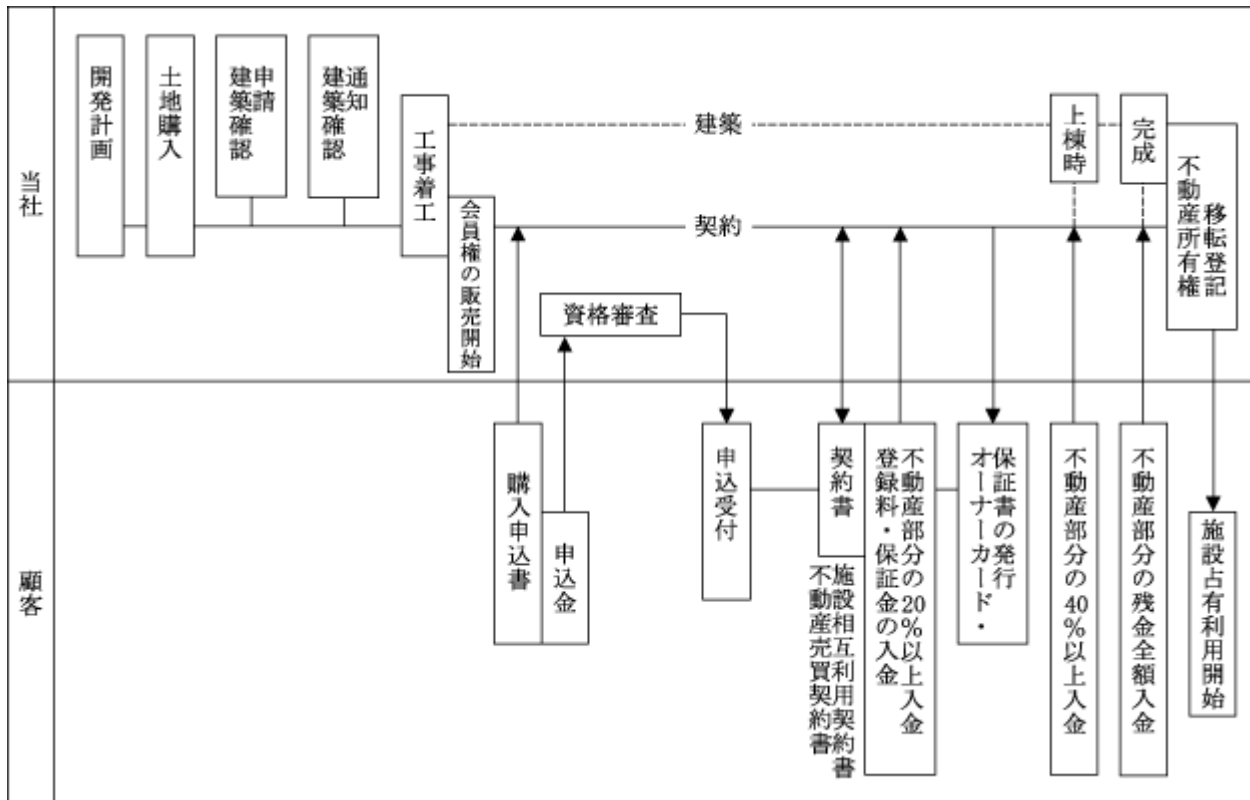 当社
開発計画
土地購入
建築確認
申請
建築確認
通知
工事着工
会員権の販売開始
建築
契約
上棟時
完成
不動産所有権
移転登記
資格審査
顧客
購入申込書
申込金
申込受付
契約書
施設相互利用契約書
不動産売買契約書
不動産部分の20%以上入金
登録料・保証金の入金
オーナーカード・
保証書の発行
不動産部分の40%以上入金
不動産部分の残金全額入金
施設占有利用開始